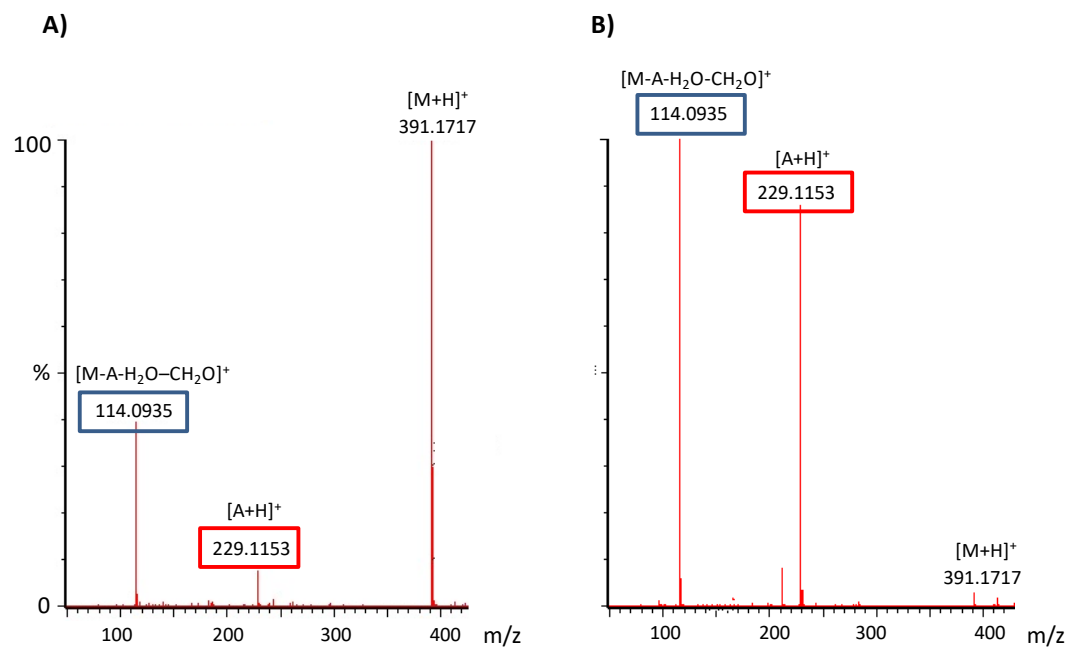 A)
[M+H]⁺
391.1717
100
%
[M-A-H₂O–CH₂O]⁺
114.0935
[A+H]⁺
229.1153
0
100
200
300
400
m/z
B)
[M-A-H₂O-CH₂O]⁺
114.0935
[A+H]⁺
229.1153
[M+H]⁺
391.1717
100
200
300
400
m/z